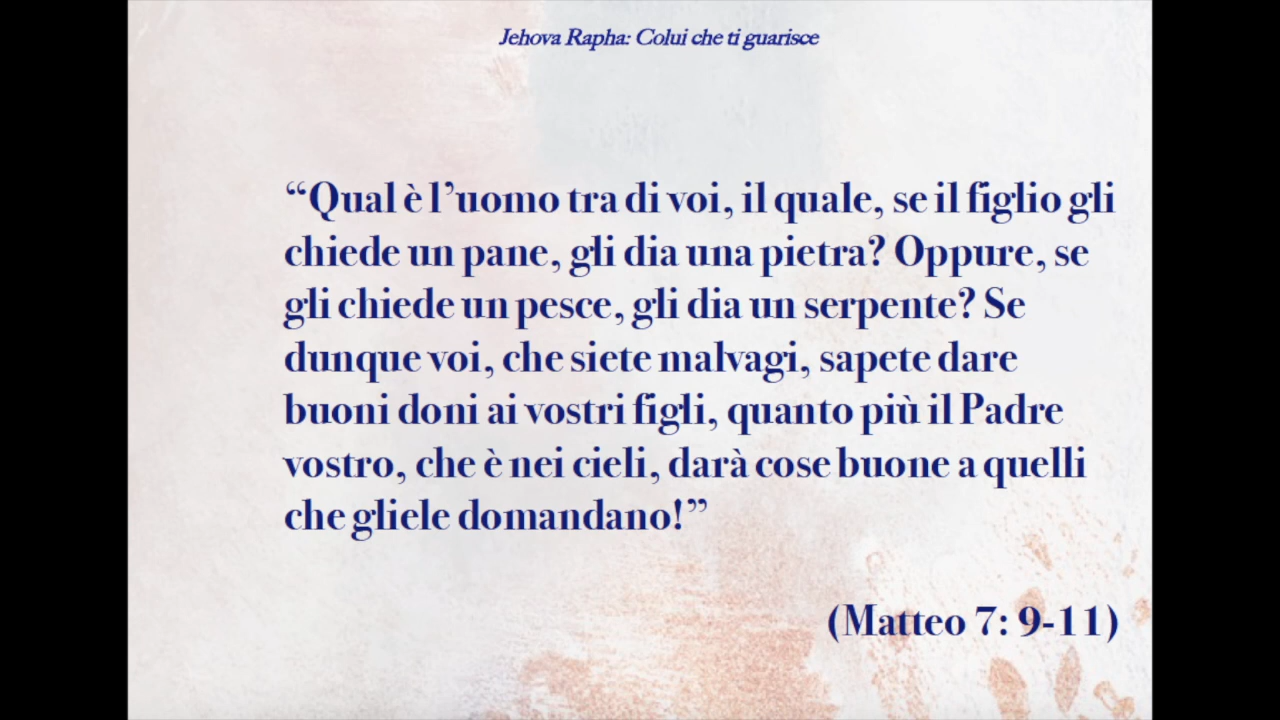 Jehova Rapha: Colui che ti guarisce
“Qual è l’uomo tra di voi, il quale, se il figlio gli
chiede un pane, gli dia una pietra? Oppure, se
gli chiede un pesce, gli dia un serpente? Se
dunque voi, che siete malvagi, sapete dare
buoni doni ai vostri figli, quanto più il Padre
vostro, che è nei cieli, darà cose buone a quelli
che gliele domandano!”
(Matteo 7: 9-11)